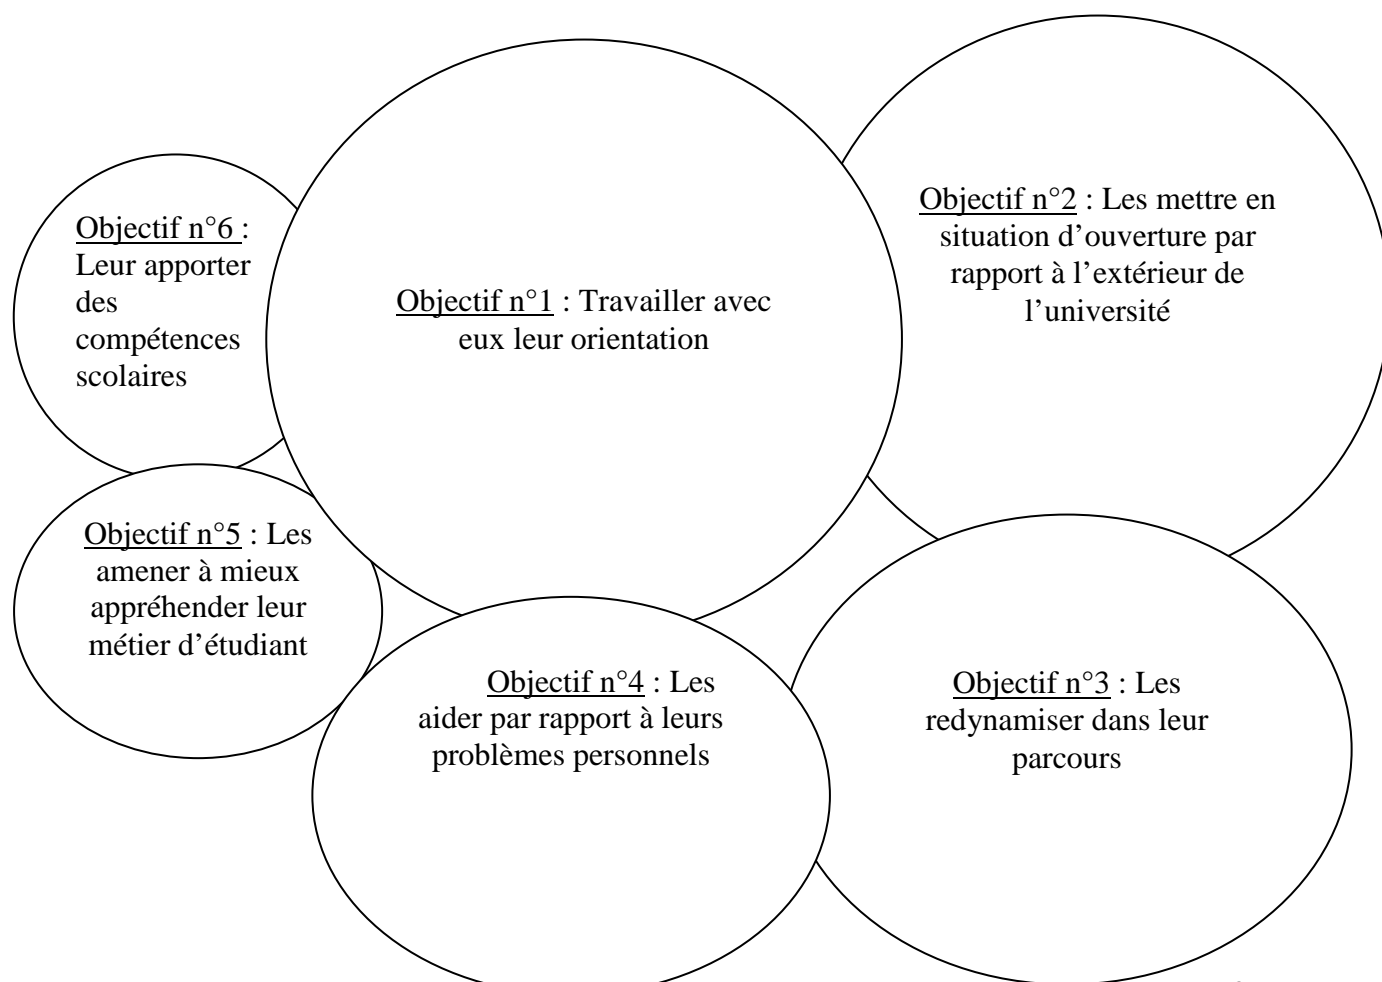 Objectif n°1 : Travailler avec
eux leur orientation
Objectif n°2 : Les mettre en
situation d’ouverture par
rapport à l’extérieur de
l’université
Objectif n°3 : Les
redynamiser dans leur
parcours
Objectif n°4 : Les
aider par rapport à leurs
problèmes personnels
Objectif n°5 : Les
amener à mieux
appréhender leur
métier d’étudiant
Objectif n°6 :
Leur apporter
des
compétences
scolaires